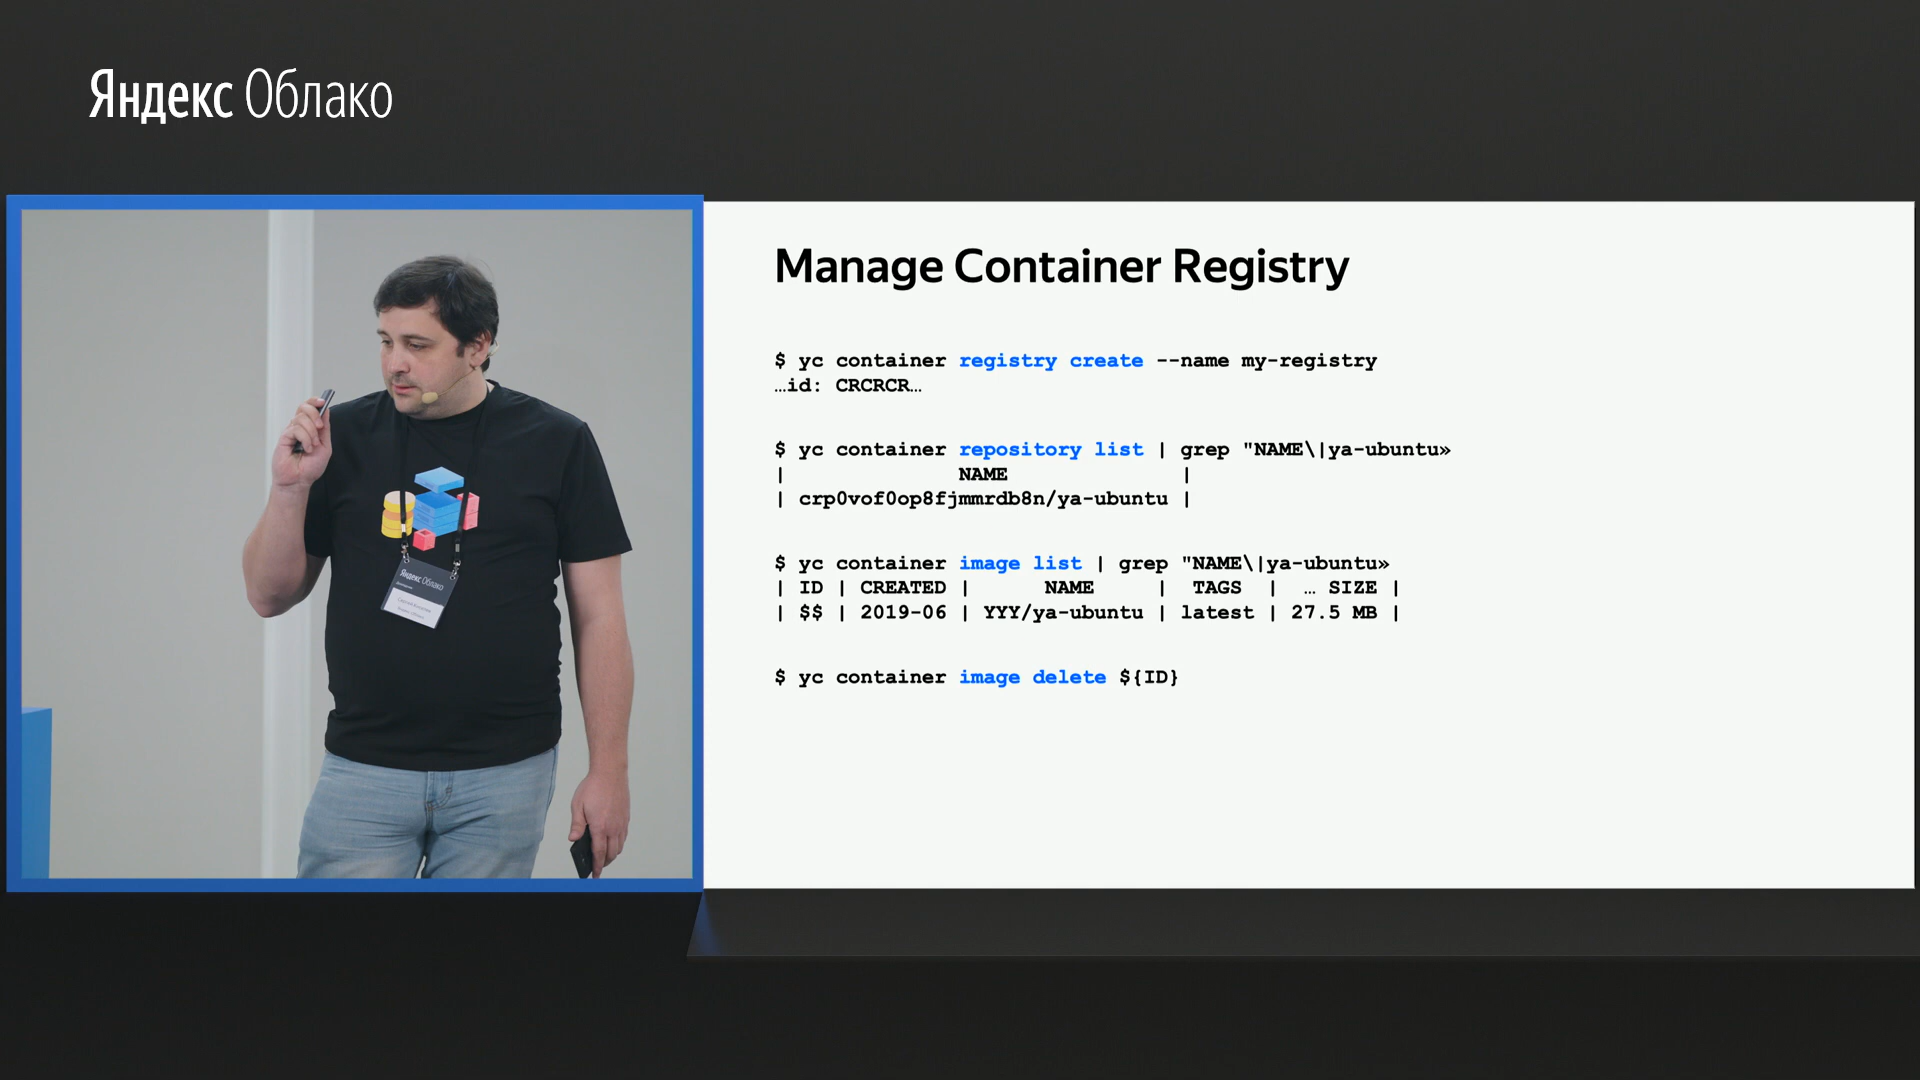 Яндекс Облако
Manage Container Registry
$ yc container registry create --name my-registry
…id: CRCRCR…
$ yc container repository list | grep "NAME\|ya-ubuntu»
| NAME |
| crp0vof0op8fjmmrdb8n/ya-ubuntu |
$ yc container image list | grep "NAME\|ya-ubuntu»
| ID | CREATED | NAME | TAGS | … SIZE |
| $$ | 2019-06 | YYY/ya-ubuntu | latest | 27.5 MB |
$ yc container image delete ${ID}
Яндекс Облако